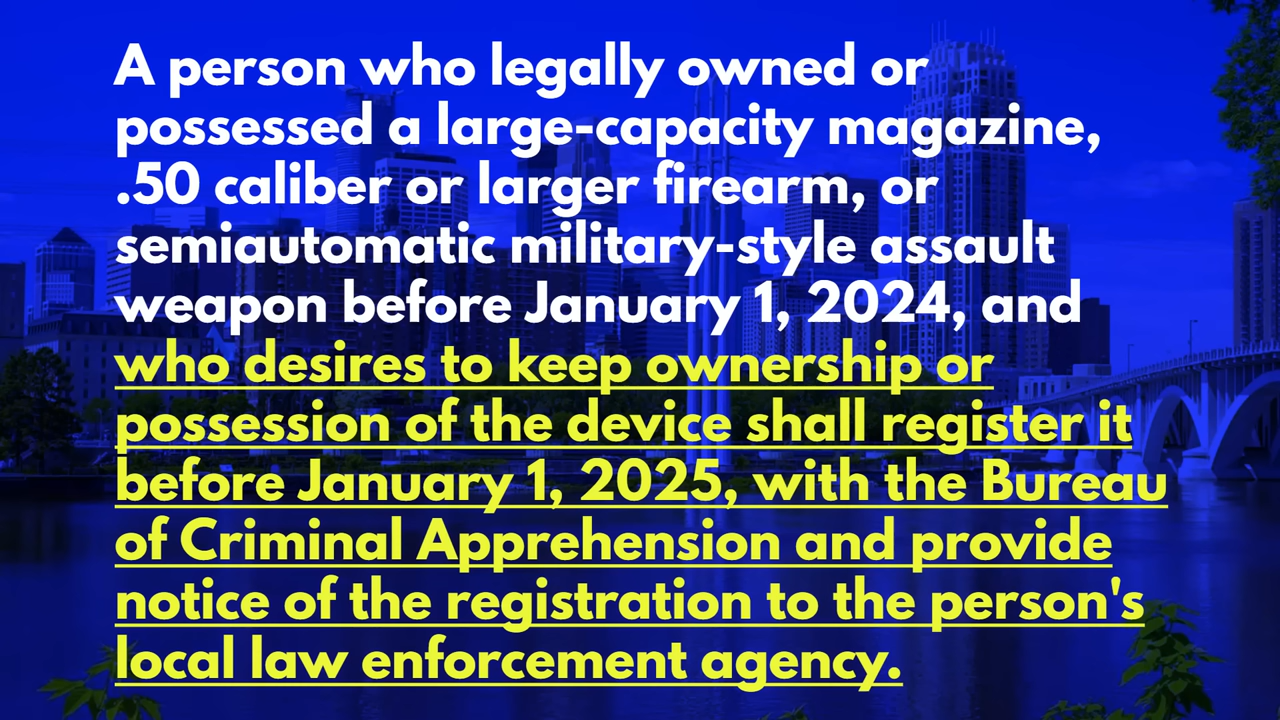 A person who legally owned or
possessed a large-capacity magazine,
.50 caliber or larger firearm, or
semiautomatic military-style assault
weapon before January 1, 2024, and
who desires to keep ownership or
possession of the device shall register it
before January 1, 2025, with the Bureau
of Criminal Apprehension and provide
notice of the registration to the person's
local law enforcement agency.